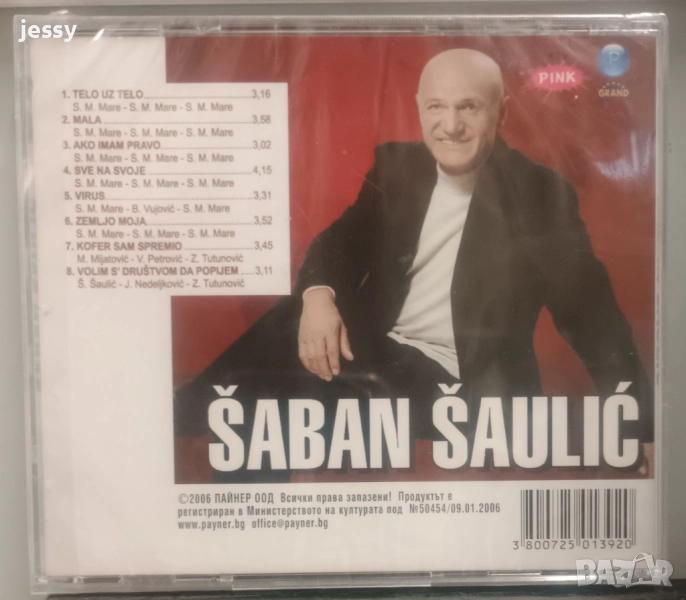 jessy
PINK
GRAND
1. TELO UZ TELO 3,16
S. M. Mare - S. M. Mare - S. M. Mare
2. MALA 3,58
S. M. Mare - S. M. Mare - S. M. Mare
3. AKO IMAM PRAVO 3,02
S. M. Mare - S. M. Mare - S. M. Mare
4. SVE NA SVOJE 4,15
S. M. Mare - S. M. Mare - S. M. Mare
5. VIRUS 3,31
S. M. Mare - B. Vujović - S. M. Mare
6. ZEMLJO MOJA 3,52
S. M. Mare - S. M. Mare - S. M. Mare
7. KOFER SAM SPREMIO 3,45
M. Mijatović - V. Petrović - Z. Tutunović
8. VOLIM S' DRUŠTVOM DA POPIJEM 3,11
Š. Šaulić - J. Nedeljković - Z. Tutunović
ŠABAN ŠAULIĆ
©2006 ПАЙНЕР ООД Всички права запазени! Продуктът е
регистриран в Министерството на културата под №50454/09.01.2006
www.payner.bg office@payner.bg
3 800725 013920
BAZAR